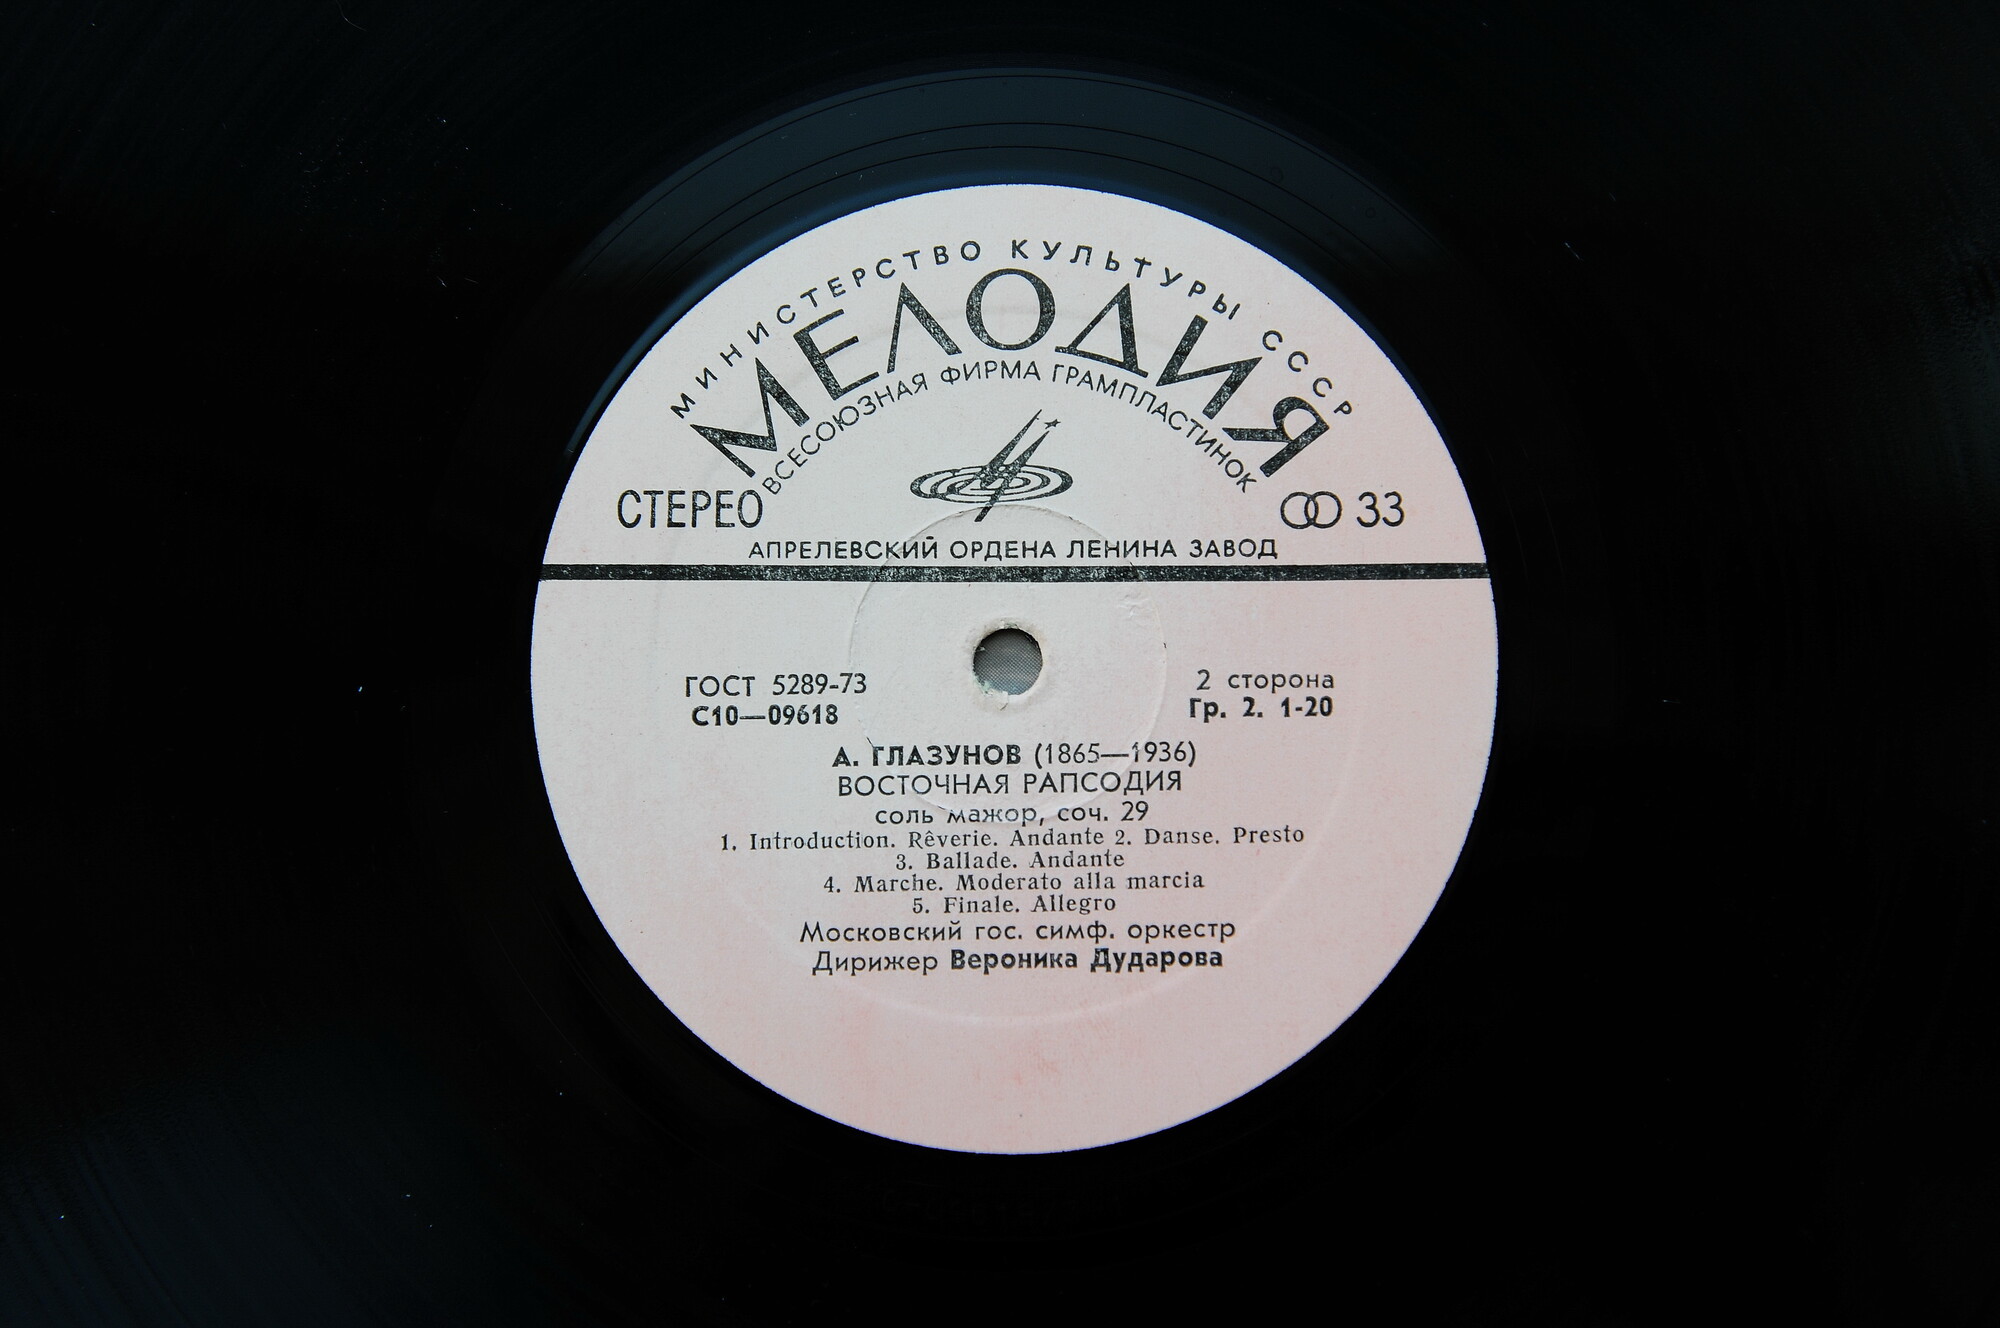 МИНИСТЕРСТВО КУЛЬТУРЫ СССР
МЕЛОДИЯ
ВСЕСОЮЗНАЯ ФИРМА ГРАМПЛАСТИНОК
СТЕРЕО
33
АПРЕЛЕВСКИЙ ОРДЕНА ЛЕНИНА ЗАВОД
ГОСТ 5289-73
С10—09618
2 сторона
Гр. 2. 1-20
А. ГЛАЗУНОВ (1865—1936)
ВОСТОЧНАЯ РАПСОДИЯ
соль мажор, соч. 29
1. Introduction. Rêverie. Andante 2. Danse. Presto
3. Ballade. Andante
4. Marche. Moderato alla marcia
5. Finale. Allegro
Московский гос. симф. оркестр
Дирижер Вероника Дударова